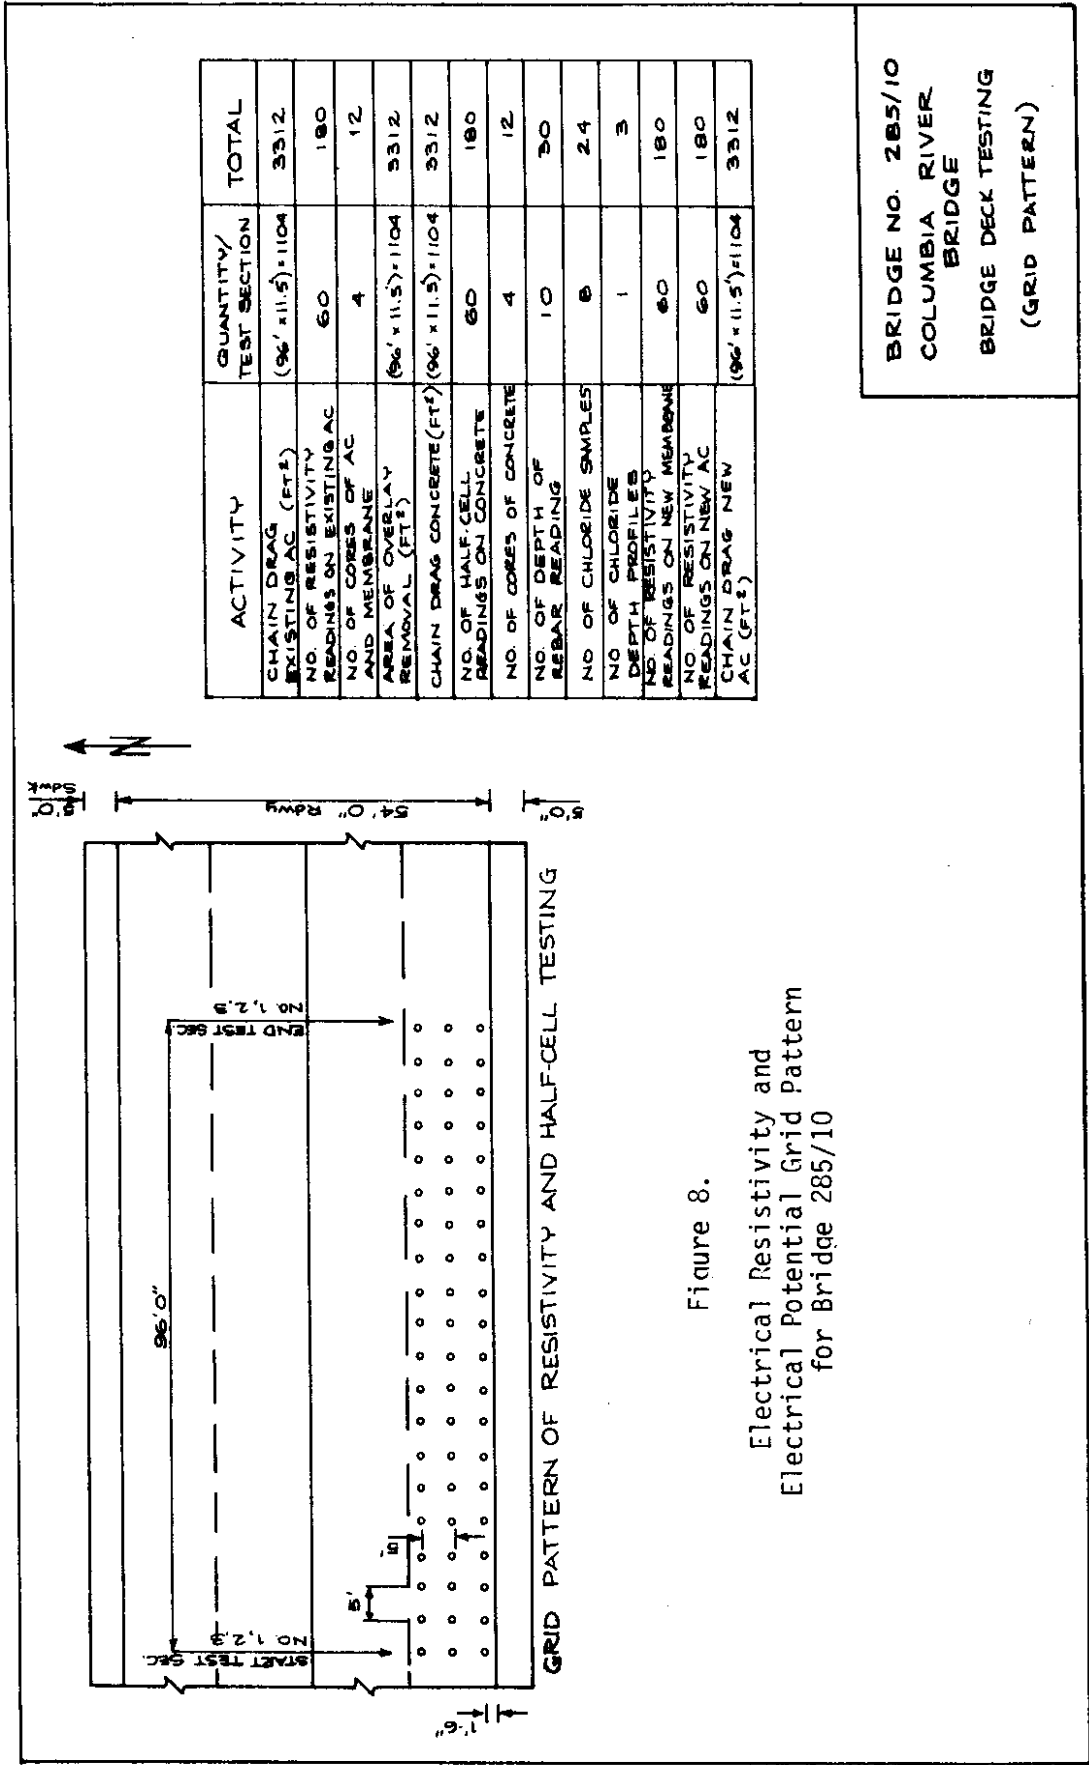 5'0"
Sdwk
54'0" Rdwy
5'0"
96'0"
START TEST SEC.
NO. 1,2,3
END TEST SEC.
NO. 1,2,3
5'
5'
1'-6"
N
GRID PATTERN OF RESISTIVITY AND HALF-CELL TESTING
ACTIVITY
QUANTITY/
TEST SECTION
TOTAL
CHAIN DRAG
EXISTING AC (FT²)
(96' x 11.5') = 1104
3312
NO. OF RESISTIVITY
READINGS ON EXISTING AC
60
180
NO. OF CORES OF AC
AND MEMBRANE
4
12
AREA OF OVERLAY
REMOVAL (FT²)
(96' x 11.5') = 1104
3312
CHAIN DRAG CONCRETE (FT²)
(96' x 11.5') = 1104
3312
NO. OF HALF-CELL
READINGS ON CONCRETE
60
180
NO. OF CORES OF CONCRETE
4
12
NO. OF DEPTH OF
REBAR READING
10
30
NO OF CHLORIDE SAMPLES
8
24
NO OF CHLORIDE
DEPTH PROFILES
1
3
NO. OF RESISTIVITY
READINGS ON NEW MEMBRANE
60
180
NO. OF RESISTIVITY
READINGS ON NEW AC
60
180
CHAIN DRAG NEW
AC (FT²)
(96' x 11.5') = 1104
3312
Figure 8.
Electrical Resistivity and
Electrical Potential Grid Pattern
for Bridge 285/10
BRIDGE NO. 285/10
COLUMBIA RIVER
BRIDGE
BRIDGE DECK TESTING
(GRID PATTERN)